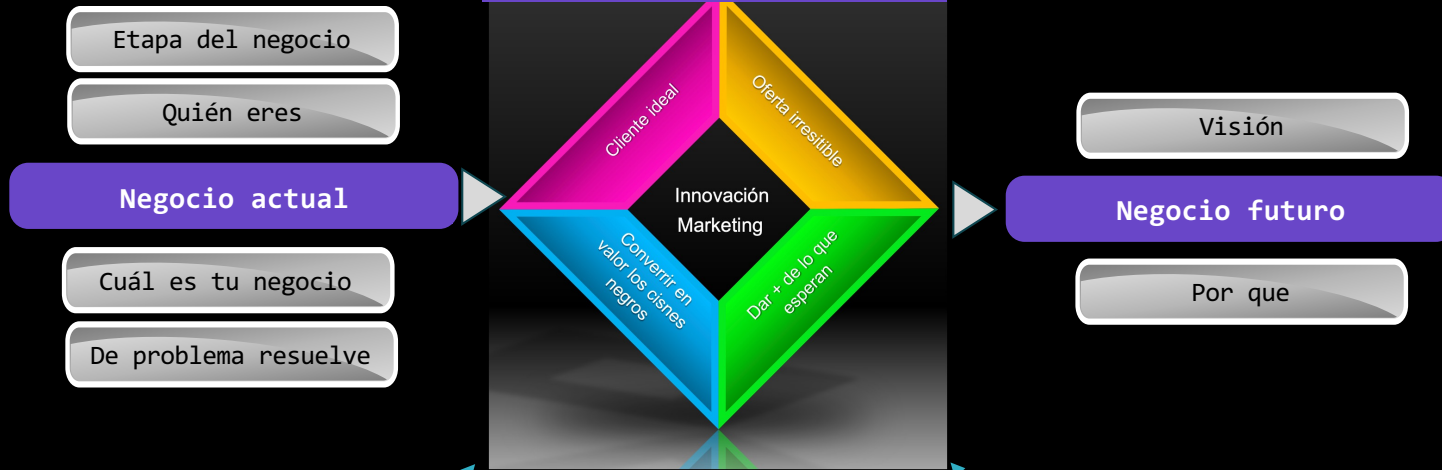 Etapa del negocio
Quién eres
Negocio actual
Cuál es tu negocio
De problema resuelve
Cliente ideal
Oferta irresitible
Innovación
Marketing
Converrir en
valor los cisnes
negros
Dar + de lo que
esperan
Visión
Negocio futuro
Por que